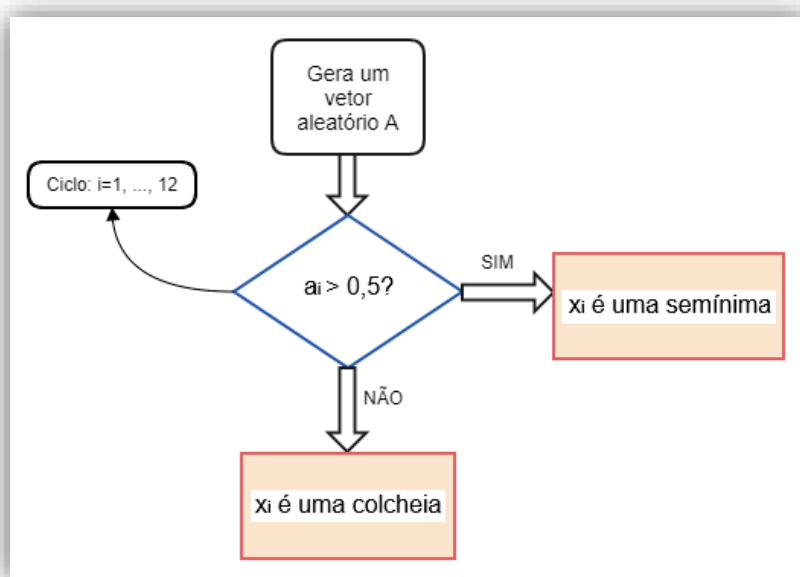 Gera um
vetor
aleatório A
Ciclo: i=1, ..., 12
ai > 0,5?
SIM
xi é uma semínima
NÃO
xi é uma colcheia